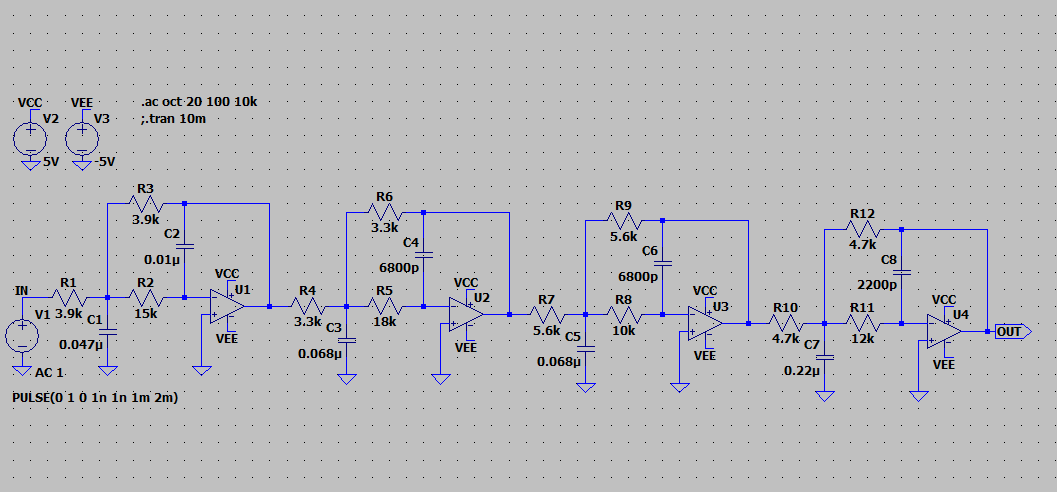 .ac oct 20 100 10k
;.tran 10m
VCC
VEE
V2
V3
5V
-5V
R3
3.9k
C2
0.01µ
R6
3.3k
C4
6800p
R9
5.6k
C6
6800p
R12
4.7k
C8
2200p
IN
R1
3.9k
R2
15k
VCC
U1
VEE
V1
C1
0.047µ
AC 1
PULSE(0 1 0 1n 1n 1m 2m)
R4
3.3k
R5
18k
VCC
U2
VEE
C3
0.068µ
R7
5.6k
R8
10k
VCC
U3
VEE
C5
0.068µ
R10
4.7k
R11
12k
VCC
U4
VEE
OUT
C7
0.22µ